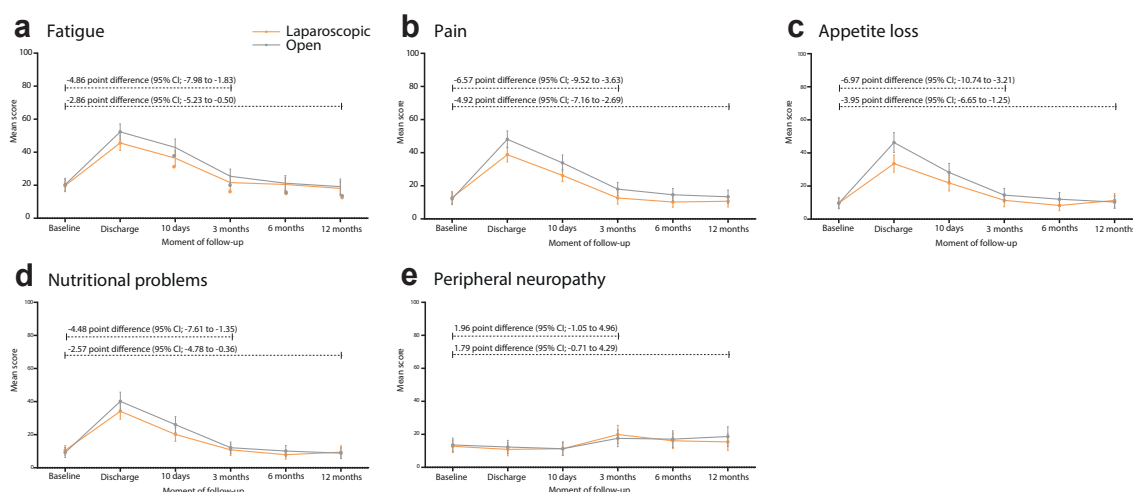 a Fatigue
Laparoscopic
Open
100
80
60
40
20
0
Mean score
-4.86 point difference (95% CI; -7.98 to -1.83)
-2.86 point difference (95% CI; -5.23 to -0.50)
Baseline Discharge 10 days 3 months 6 months 12 months
Moment of follow-up
b Pain
100
80
60
40
20
0
Mean score
-6.57 point difference (95% CI; -9.52 to -3.63)
-4.92 point difference (95% CI; -7.16 to -2.69)
Baseline Discharge 10 days 3 months 6 months 12 months
Moment of follow-up
c Appetite loss
100
80
60
40
20
0
Mean score
-6.97 point difference (95% CI; -10.74 to -3.21)
-3.95 point difference (95% CI; -6.65 to -1.25)
Baseline Discharge 10 days 3 months 6 months 12 months
Moment of follow-up
d Nutritional problems
100
80
60
40
20
0
Mean score
-4.48 point difference (95% CI; -7.61 to -1.35)
-2.57 point difference (95% CI; -4.78 to -0.36)
Baseline Discharge 10 days 3 months 6 months 12 months
Moment of follow-up
e Peripheral neuropathy
100
80
60
40
20
0
Mean score
1.96 point difference (95% CI; -1.05 to 4.96)
1.79 point difference (95% CI; -0.71 to 4.29)
Baseline Discharge 10 days 3 months 6 months 12 months
Moment of follow-up